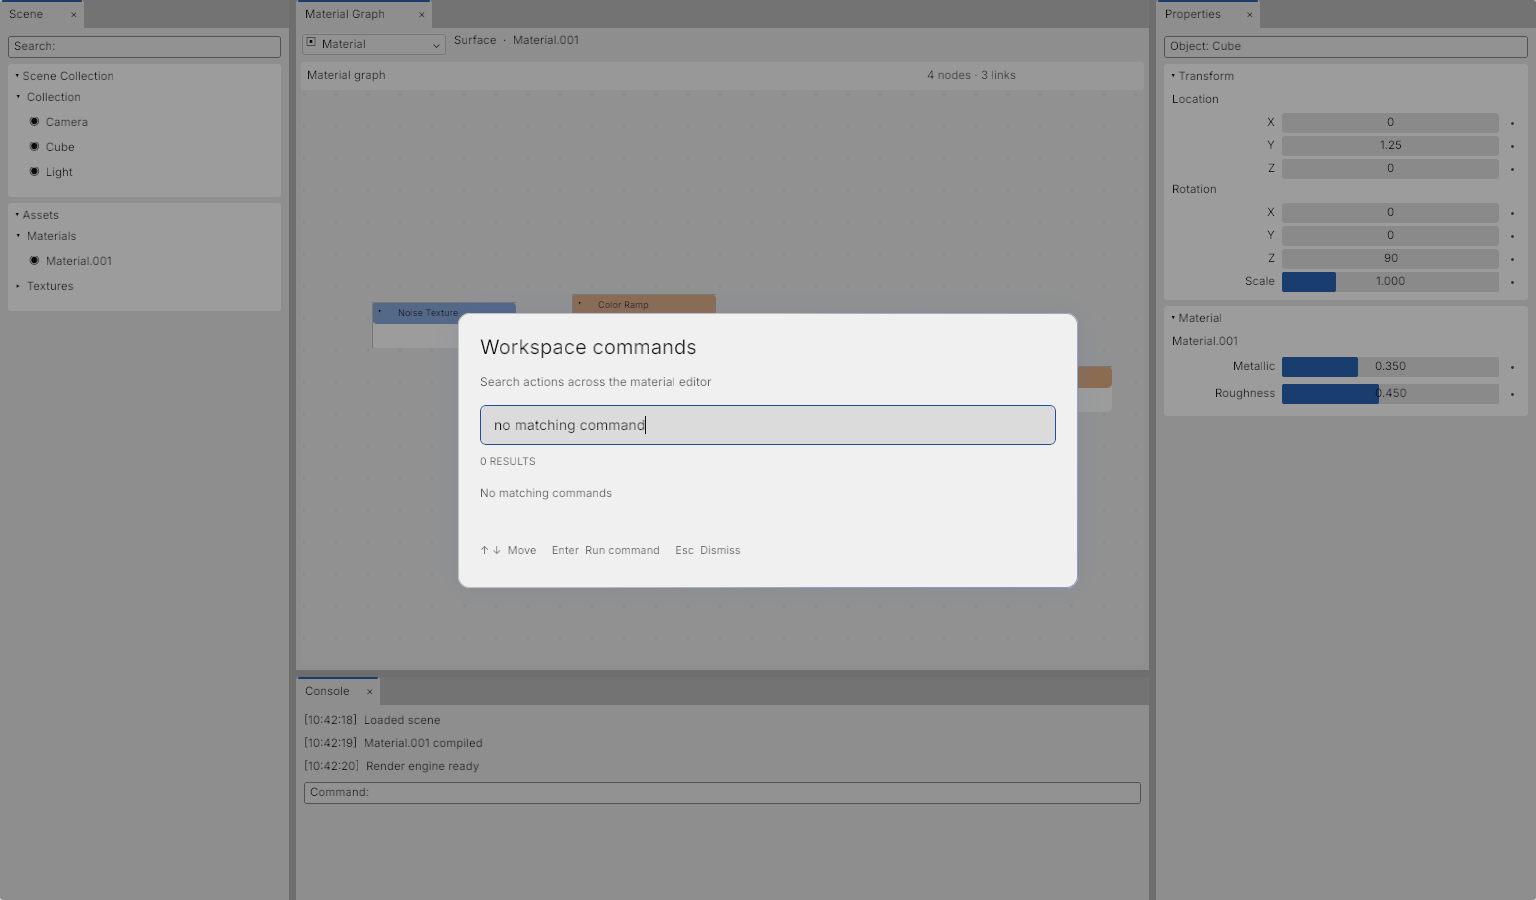 Scene ×
Search:
Scene Collection
Collection
Camera
Cube
Light
Assets
Materials
Material.001
Textures
Material Graph ×
Material
Surface · Material.001
Material graph
4 nodes · 3 links
Noise Texture
Color Ramp
Workspace commands
Search actions across the material editor
no matching command
0 RESULTS
No matching commands
↑ ↓ Move Enter Run command Esc Dismiss
Console ×
[10:42:18] Loaded scene
[10:42:19] Material.001 compiled
[10:42:20] Render engine ready
Command:
Properties ×
Object: Cube
Transform
Location
X 0
Y 1.25
Z 0
Rotation
X 0
Y 0
Z 90
Scale 1.000
Material
Material.001
Metallic 0.350
Roughness 0.450